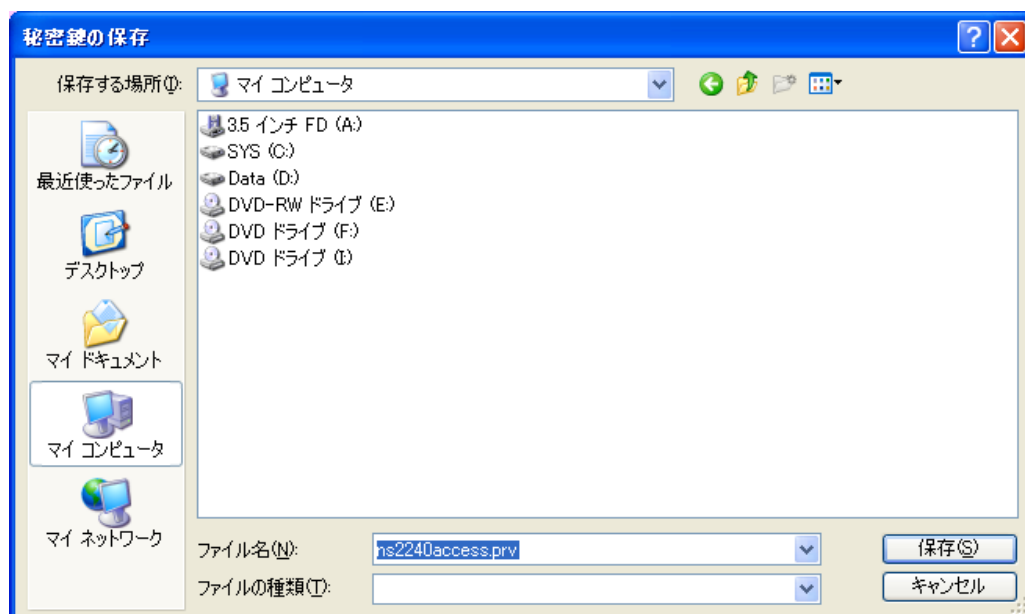 秘密鍵の保存
保存する場所(I):
マイ コンピュータ
最近使ったファイル
デスクトップ
マイ ドキュメント
マイ コンピュータ
マイ ネットワーク
3.5 インチ FD (A:)
SYS (C:)
Data (D:)
DVD-RW ドライブ (E:)
DVD ドライブ (F:)
DVD ドライブ (I:)
ファイル名(N):
ns2240access.prv
保存(S)
ファイルの種類(T):
キャンセル